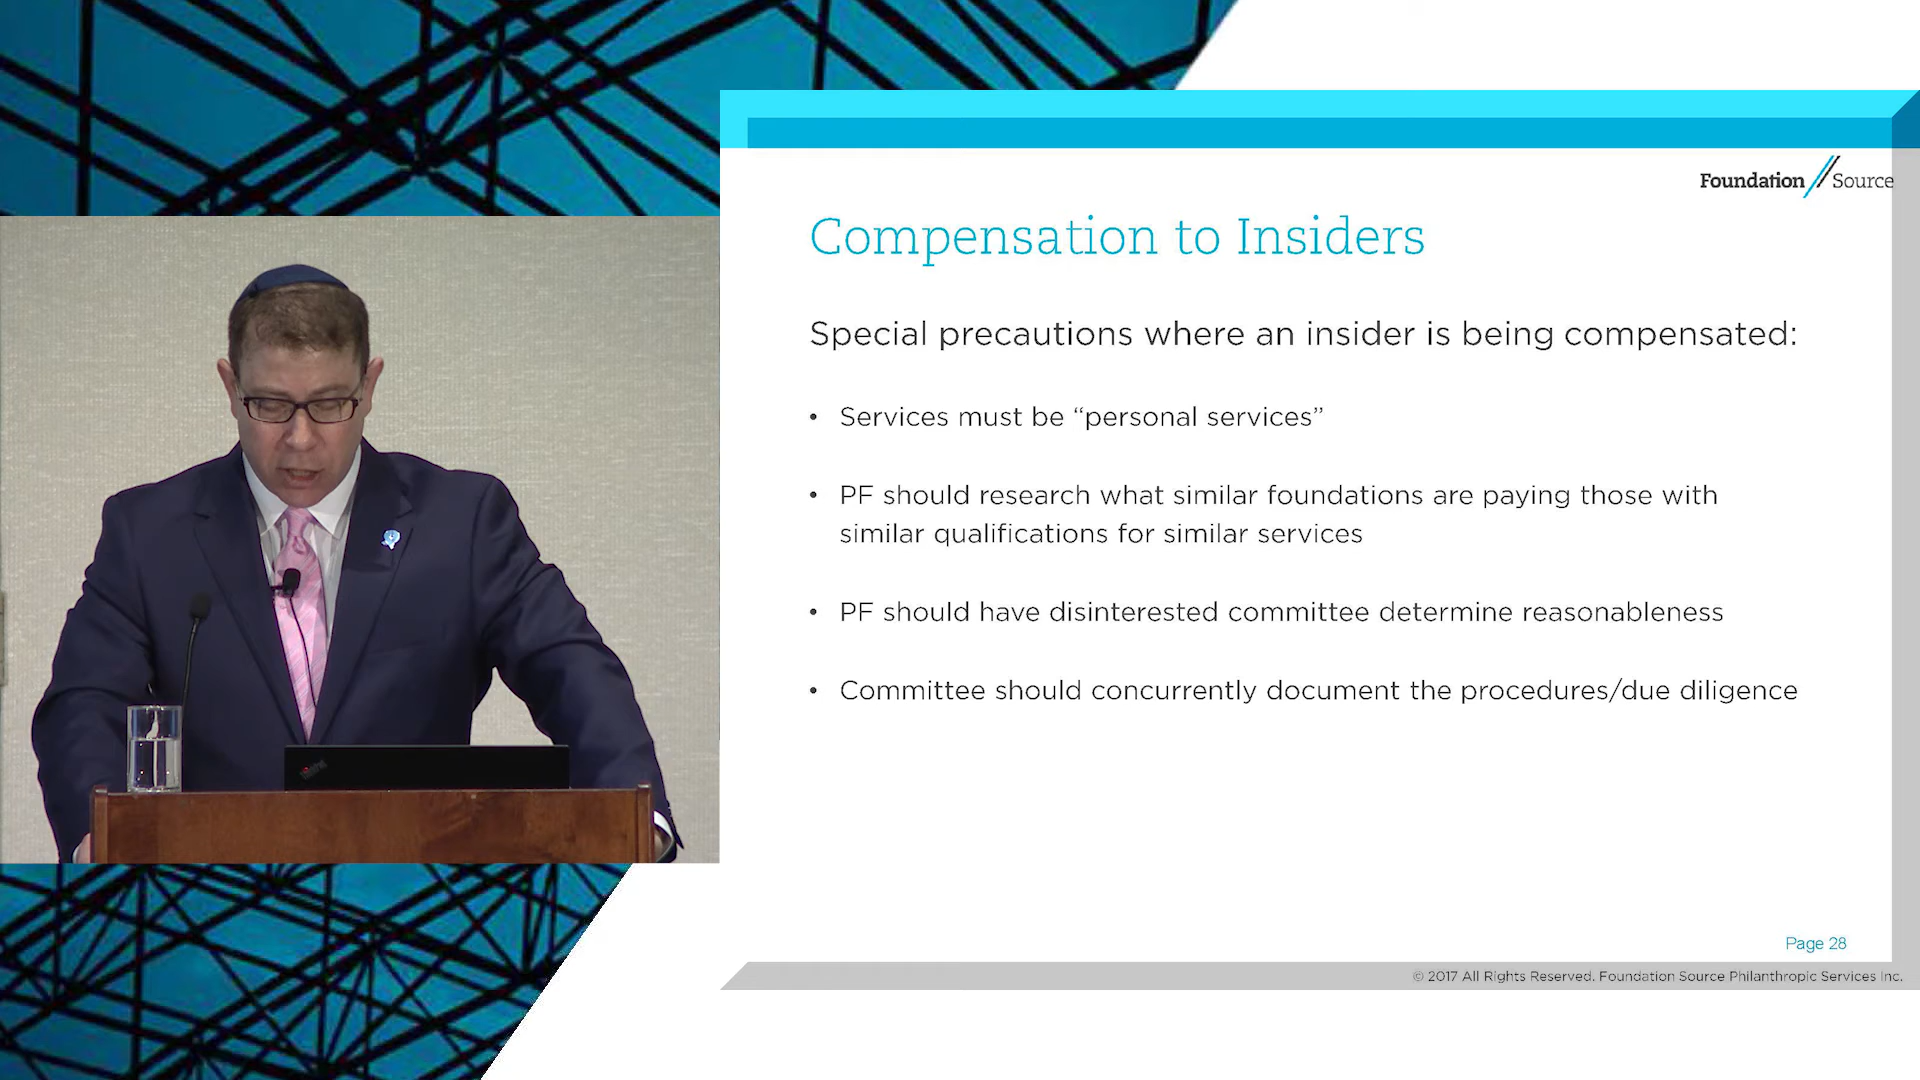 Foundation Source
Compensation to Insiders
Special precautions where an insider is being compensated:
• Services must be “personal services”
• PF should research what similar foundations are paying those with
similar qualifications for similar services
• PF should have disinterested committee determine reasonableness
• Committee should concurrently document the procedures/due diligence
Page 28
© 2017 All Rights Reserved. Foundation Source Philanthropic Services Inc.
ThinkPad